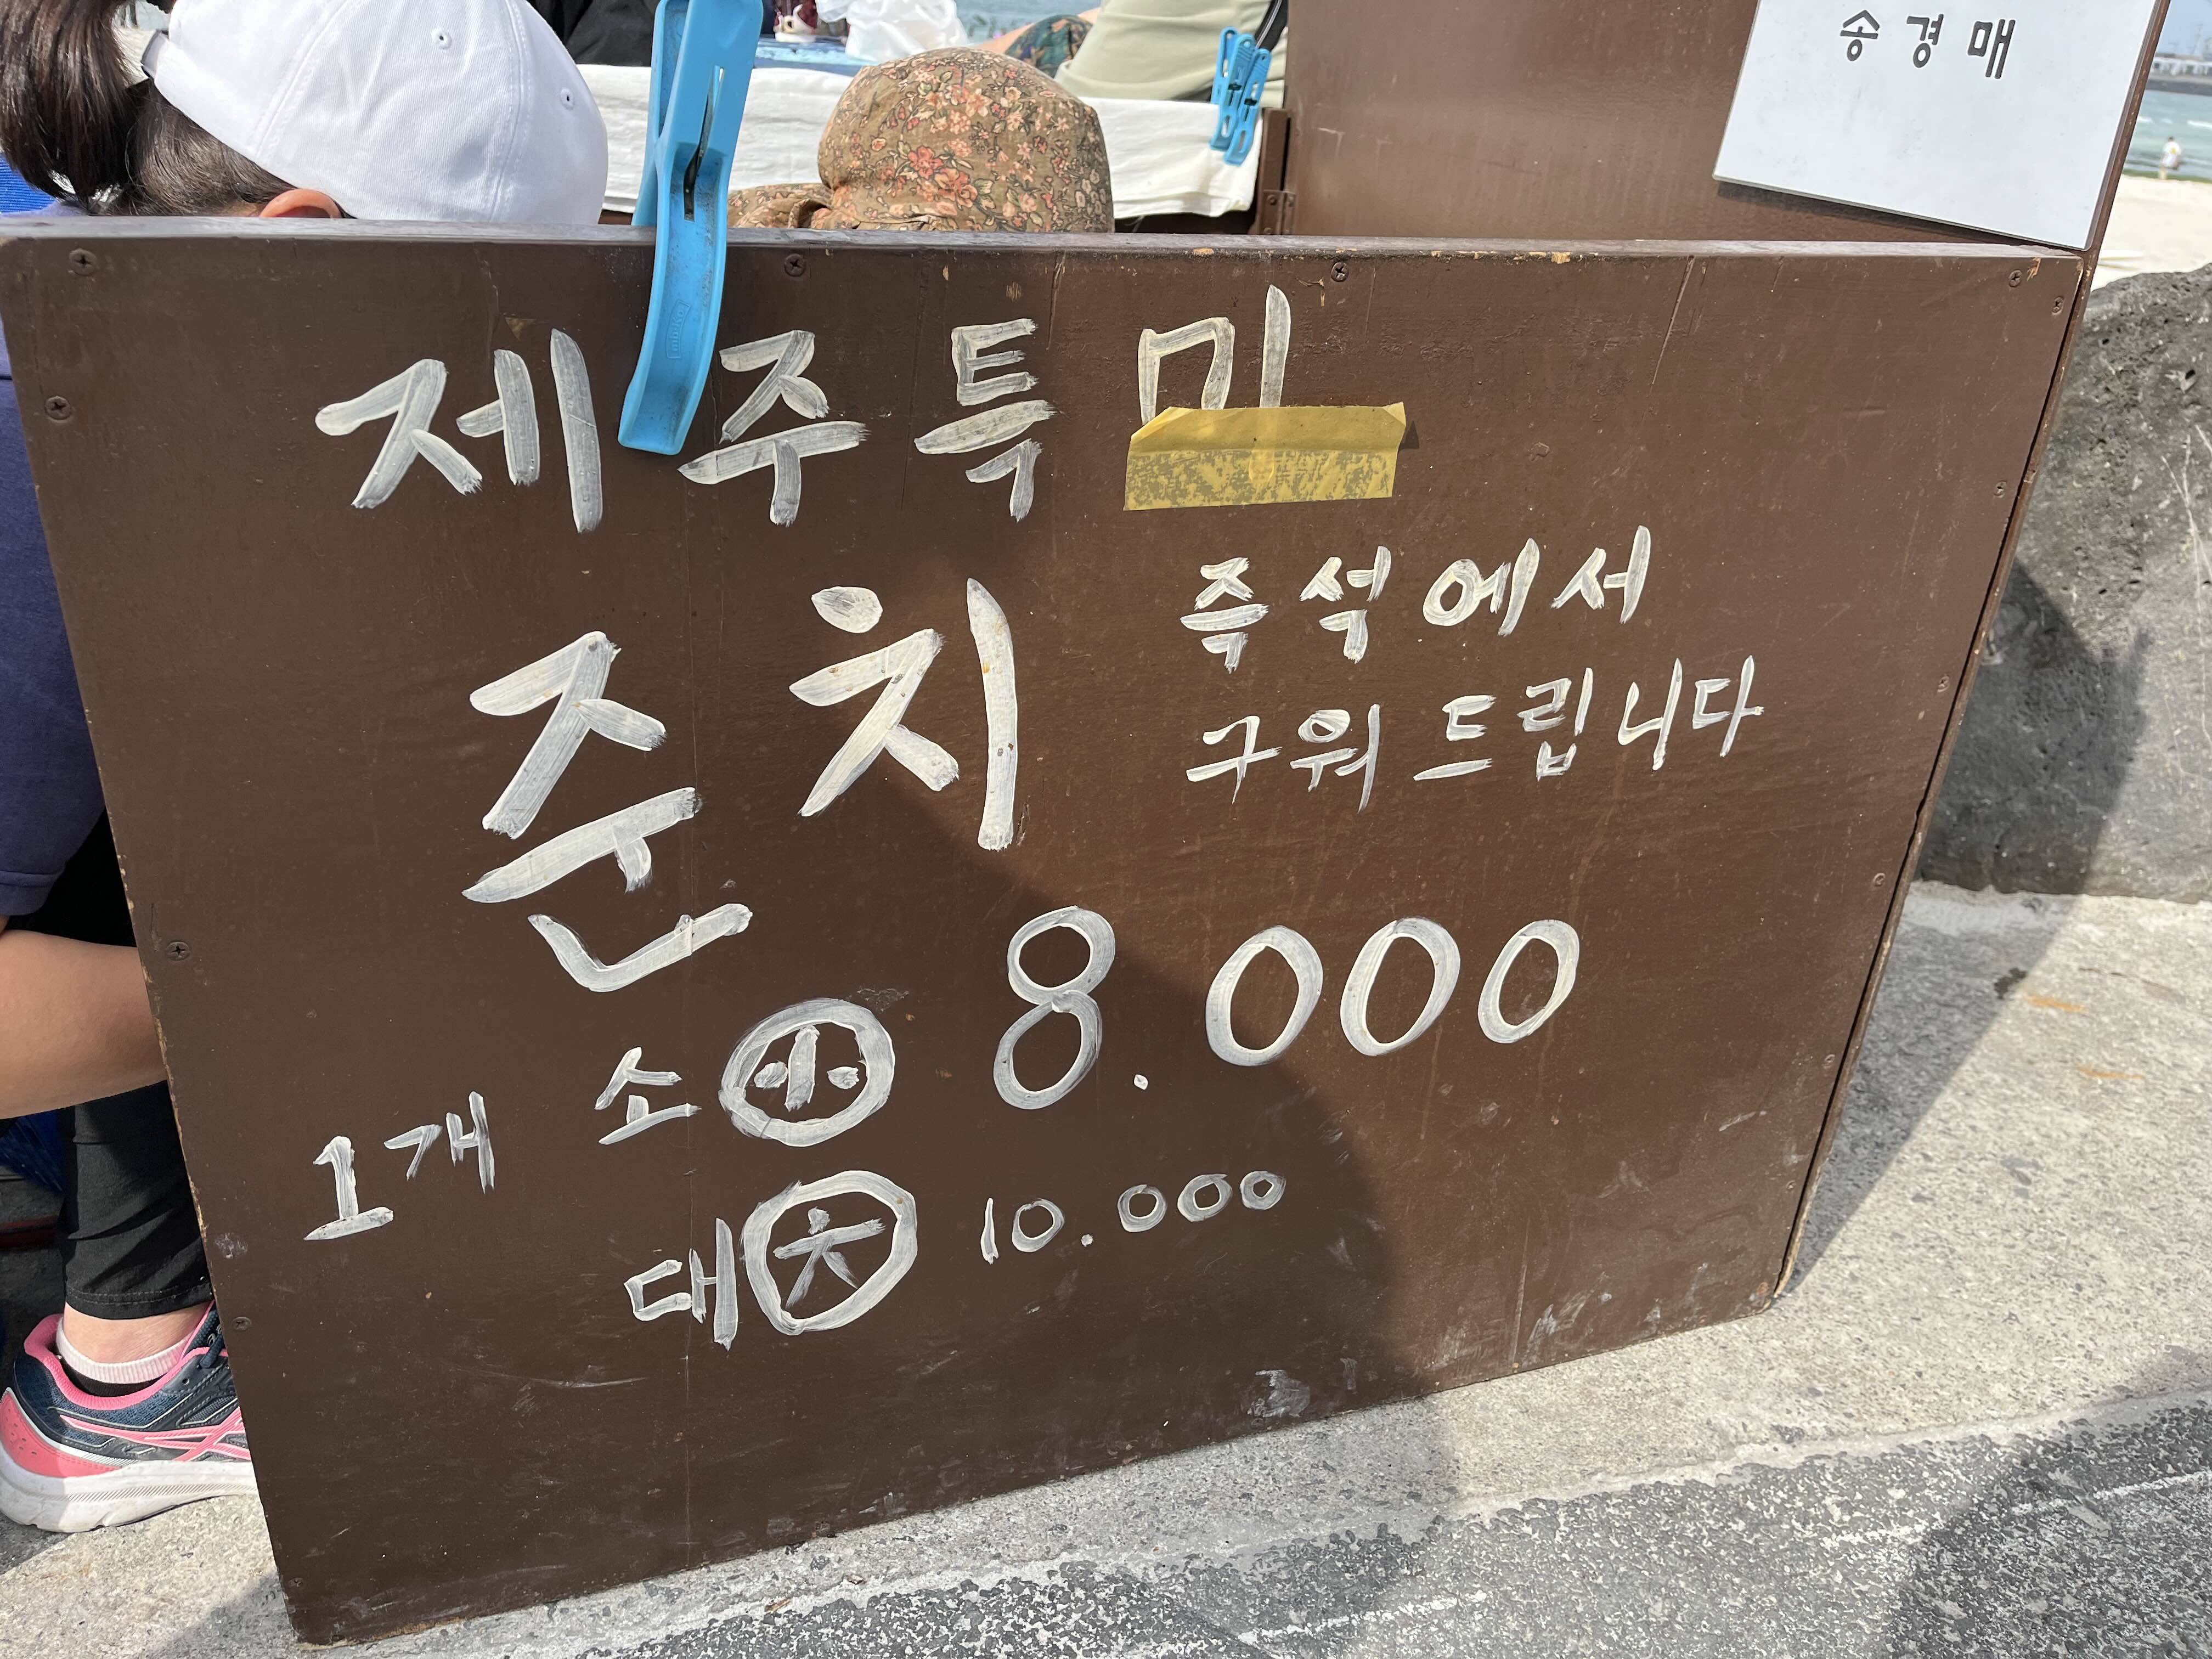 송경매
제주특미
준치
즉석에서
구워드립니다
1개
소 小 8.000
대 大 10.000